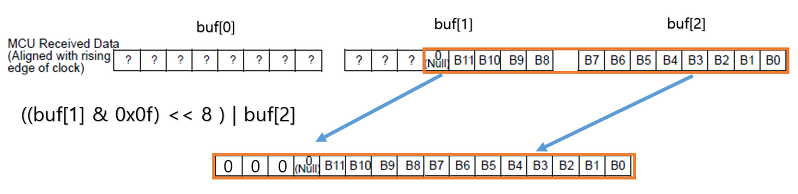 buf[0] buf[1] buf[2]
MCU Received Data
(Aligned with rising
edge of clock)
? ? ? ? ? ? ? ? ? ? ? 0 (Null) B11 B10 B9 B8 B7 B6 B5 B4 B3 B2 B1 B0
((buf[1] & 0x0f) << 8 ) | buf[2]
0 0 0 0 (Null) B11 B10 B9 B8 B7 B6 B5 B4 B3 B2 B1 B0